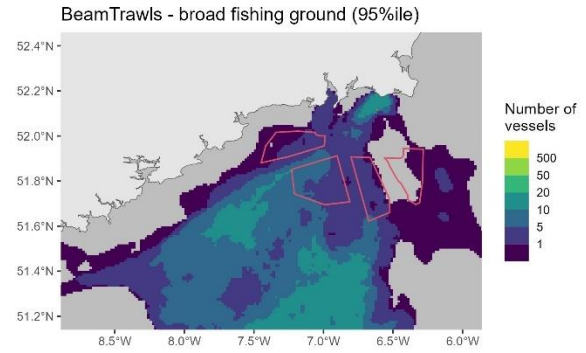 BeamTrawls - broad fishing ground (95%ile)
52.4°N
52.2°N
52.0°N
51.8°N
51.6°N
51.4°N
51.2°N
8.5°W 8.0°W 7.5°W 7.0°W 6.5°W 6.0°W
Number of
vessels
500
50
20
10
5
1